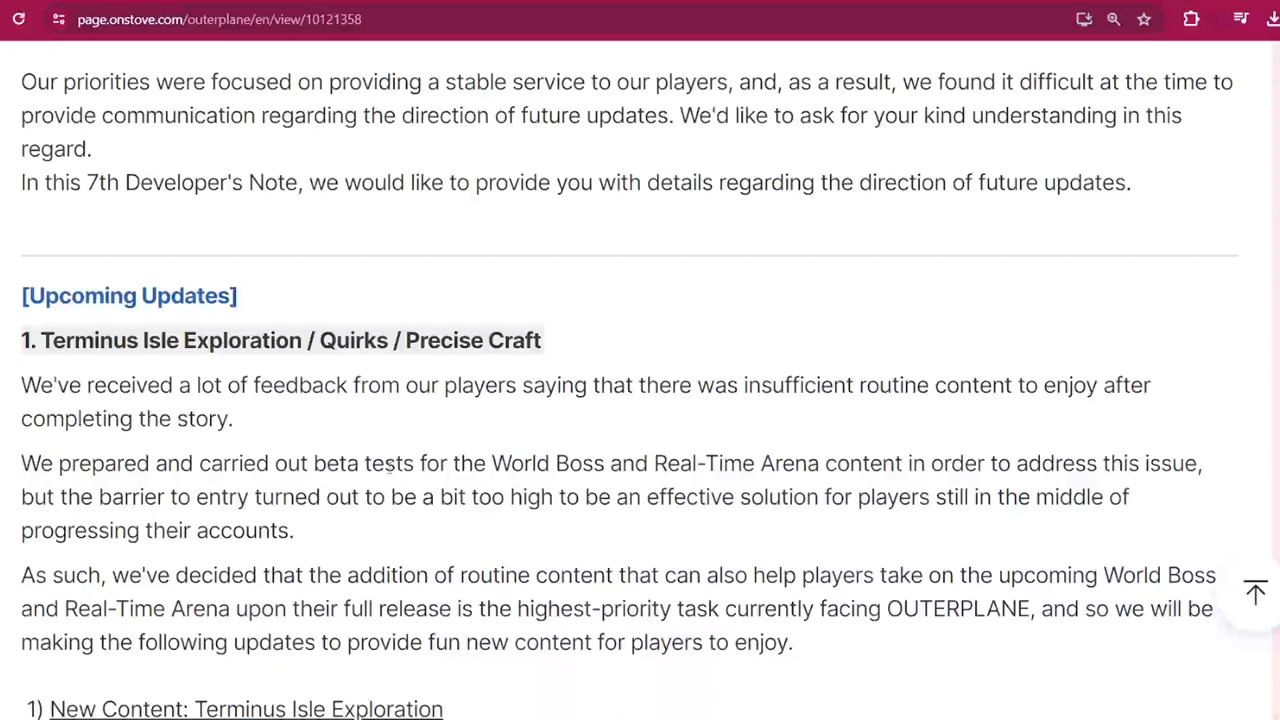 page.onstove.com/outerplane/en/view/10121358
Our priorities were focused on providing a stable service to our players, and, as a result, we found it difficult at the time to
provide communication regarding the direction of future updates. We'd like to ask for your kind understanding in this
regard.
In this 7th Developer's Note, we would like to provide you with details regarding the direction of future updates.
[Upcoming Updates]
1. Terminus Isle Exploration / Quirks / Precise Craft
We've received a lot of feedback from our players saying that there was insufficient routine content to enjoy after
completing the story.
We prepared and carried out beta tests for the World Boss and Real-Time Arena content in order to address this issue,
but the barrier to entry turned out to be a bit too high to be an effective solution for players still in the middle of
progressing their accounts.
As such, we've decided that the addition of routine content that can also help players take on the upcoming World Boss
and Real-Time Arena upon their full release is the highest-priority task currently facing OUTERPLANE, and so we will be
making the following updates to provide fun new content for players to enjoy.
1) New Content: Terminus Isle Exploration